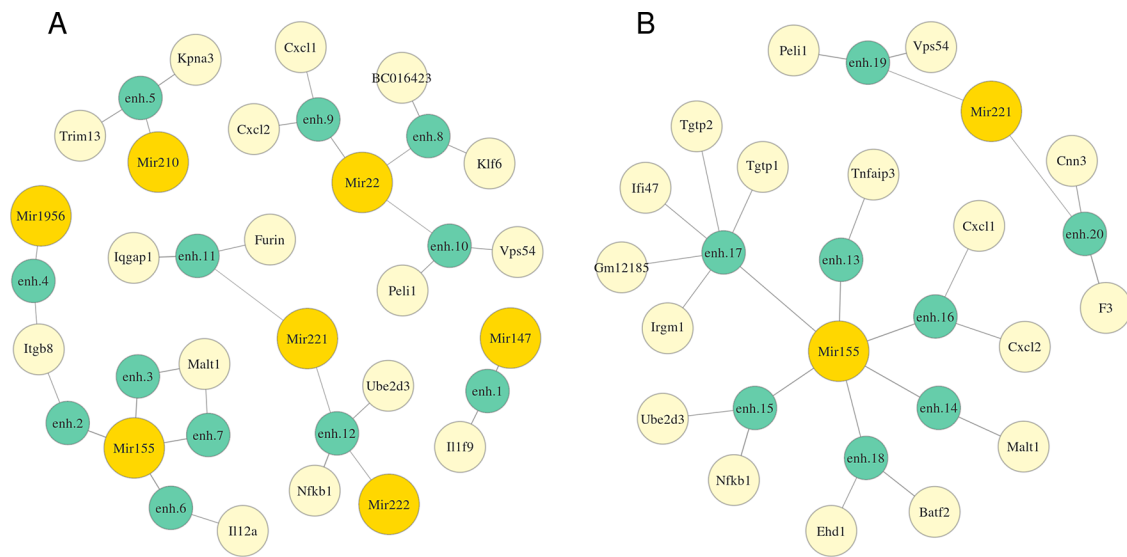 A
Kpna3
enh.5
Trim13
Mir210
Cxcl1
Cxcl2
enh.9
BC016423
enh.8
Klf6
Mir22
enh.10
Vps54
Peli1
Mir1956
enh.4
Itgb8
enh.2
Iqgap1
enh.11
Furin
Mir221
Mir147
enh.1
Il1f9
enh.3
Malt1
Mir155
enh.7
enh.6
Il12a
Ube2d3
enh.12
Nfkb1
Mir222
B
Peli1
enh.19
Vps54
Mir221
Cnn3
enh.20
F3
Tgtp2
Tgtp1
Ifi47
enh.17
Gm12185
Irgm1
Tnfaip3
enh.13
Cxcl1
enh.16
Cxcl2
Mir155
enh.15
Ube2d3
Nfkb1
enh.14
Malt1
enh.18
Ehd1
Batf2